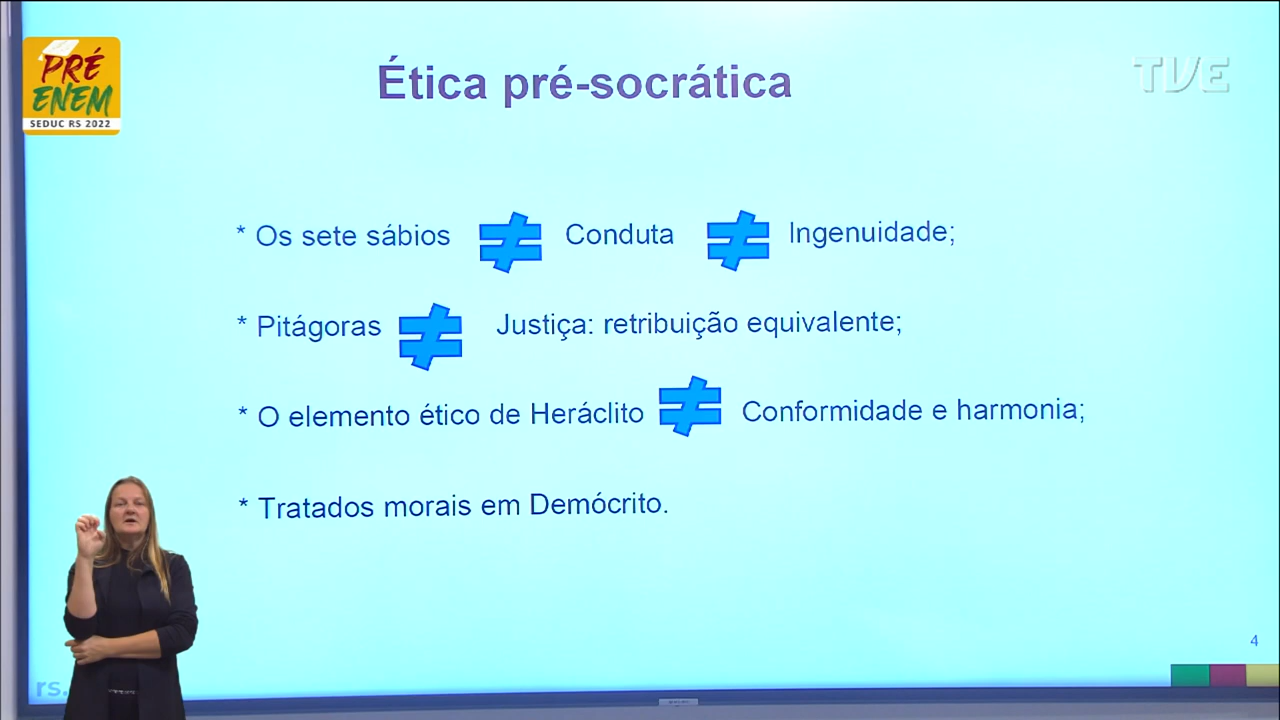 PRÉ
ENEM
SEDUC RS 2022
Ética pré-socrática
TVE
* Os sete sábios ≠ Conduta ≠ Ingenuidade;
* Pitágoras ≠ Justiça: retribuição equivalente;
* O elemento ético de Heráclito ≠ Conformidade e harmonia;
* Tratados morais em Demócrito.
4
rs.